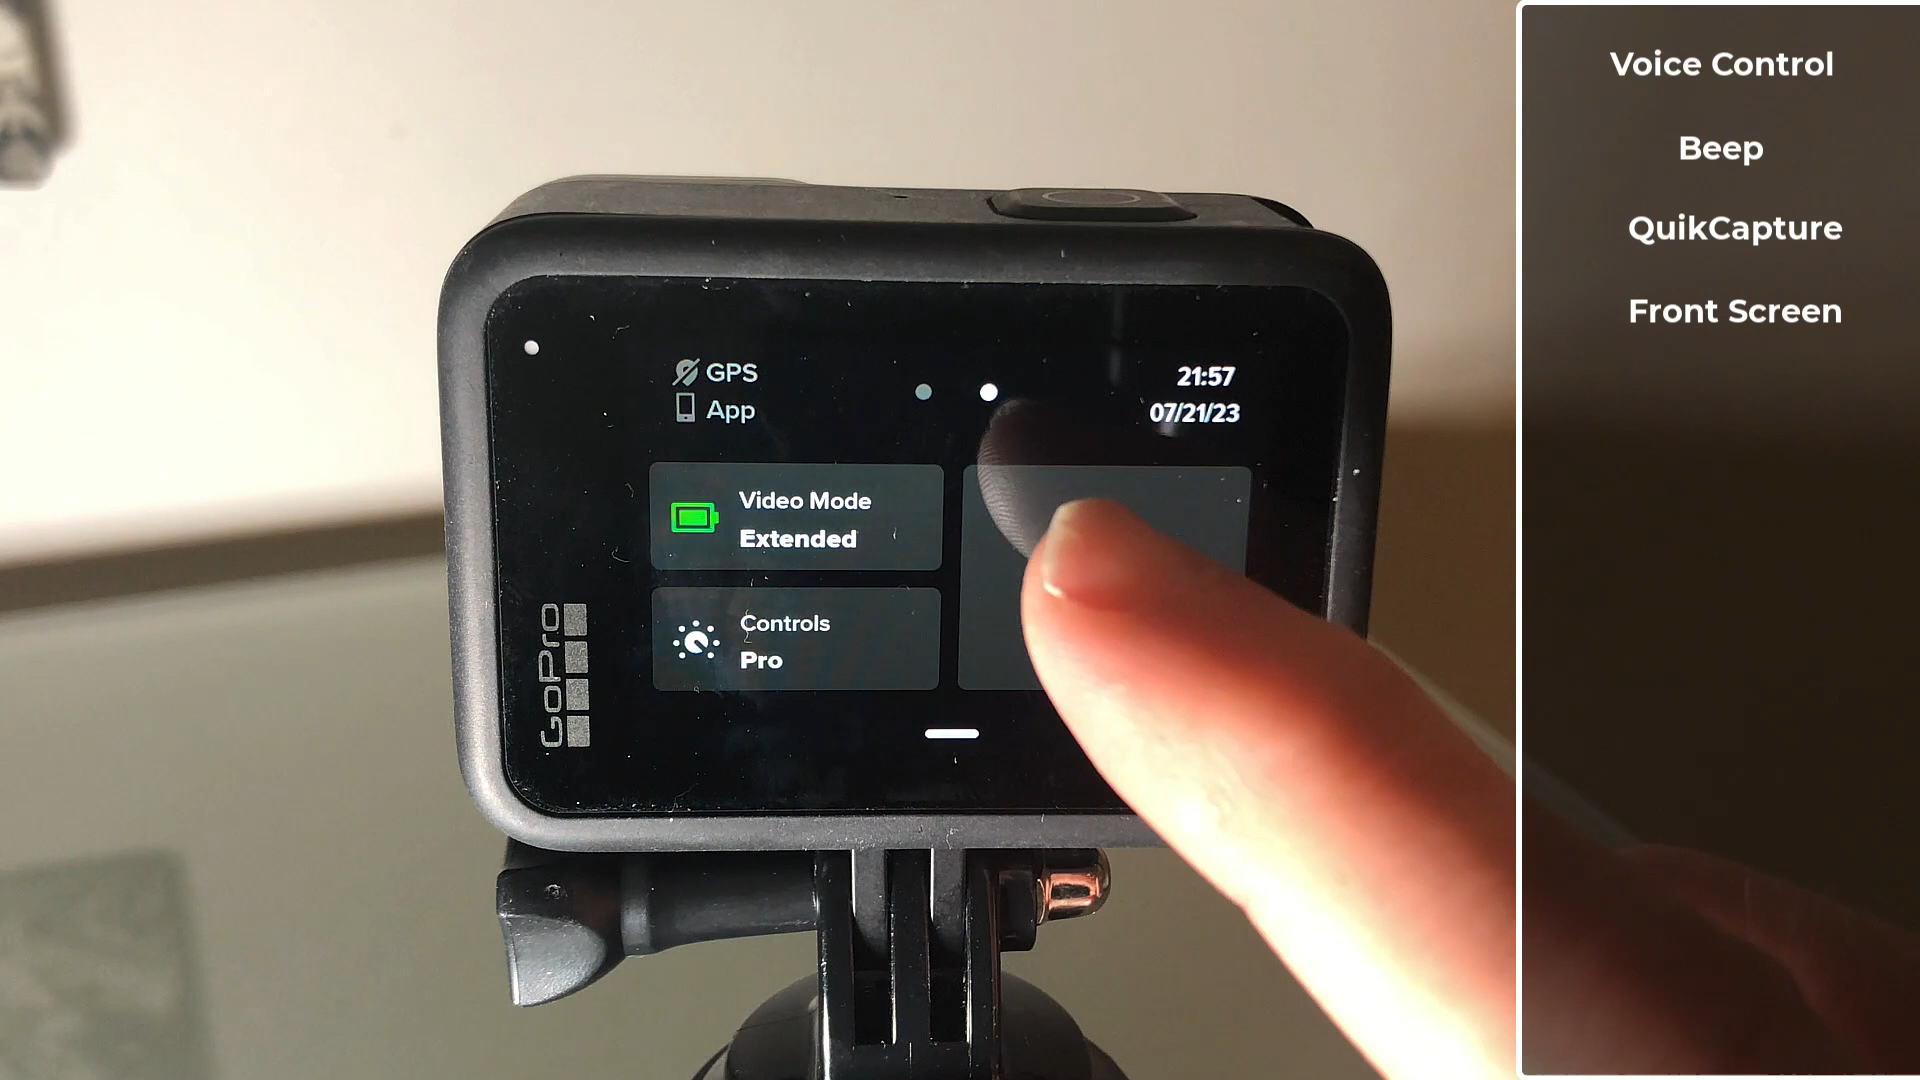 GPS
App
21:57
07/21/23
Video Mode
Extended
Controls
Pro
GoPro
Voice Control
Beep
QuikCapture
Front Screen